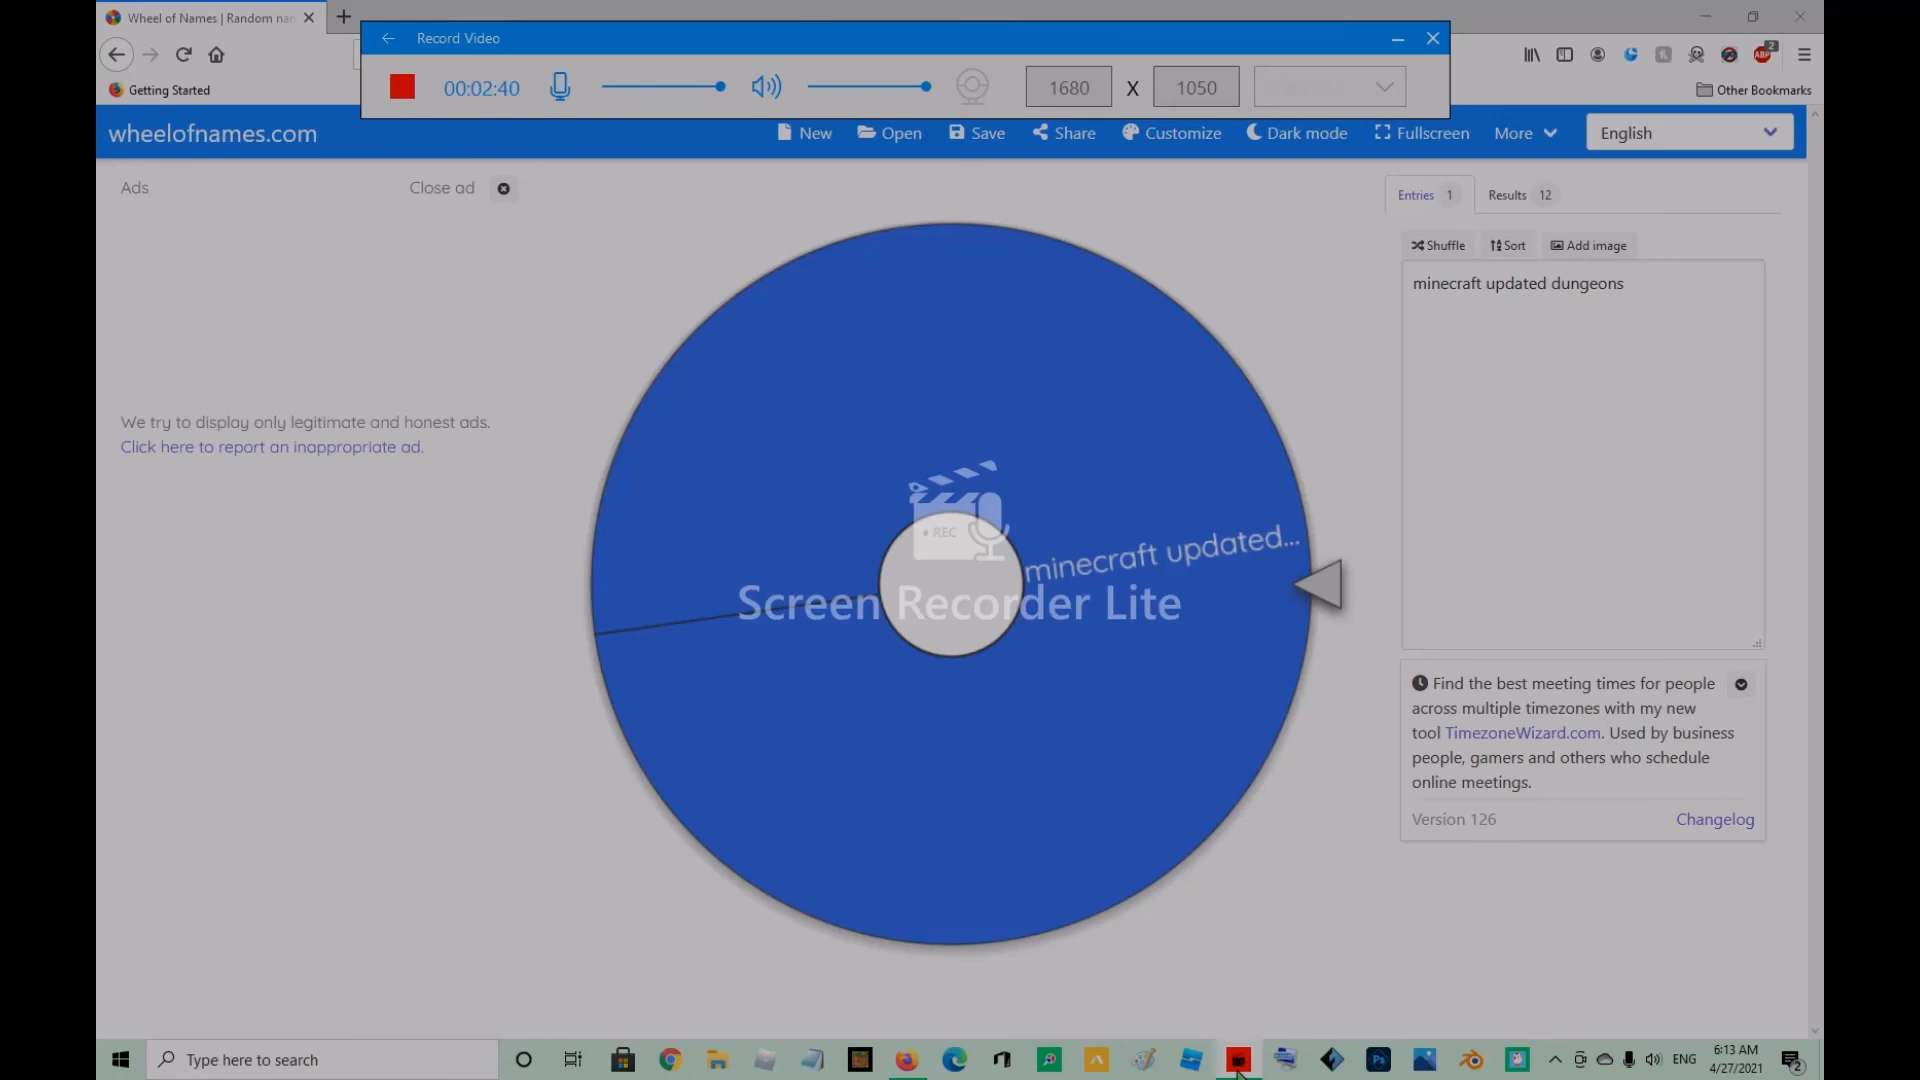 Wheel of Names | Random nam
Record Video
00:02:40
1680 X 1050
Getting Started
Other Bookmarks
ABP
2
wheelofnames.com
New
Open
Save
Share
Customize
Dark mode
Fullscreen
More
English
Ads
Close ad
Entries 1
Results 12
Shuffle
Sort
Add image
minecraft updated dungeons
We try to display only legitimate and honest ads.
Click here to report an inappropriate ad.
REC
minecraft updated...
Screen Recorder Lite
Find the best meeting times for people
across multiple timezones with my new
tool TimezoneWizard.com. Used by business
people, gamers and others who schedule
online meetings.
Version 126
Changelog
Type here to search
Ps
ENG
6:13 AM
4/27/2021
2